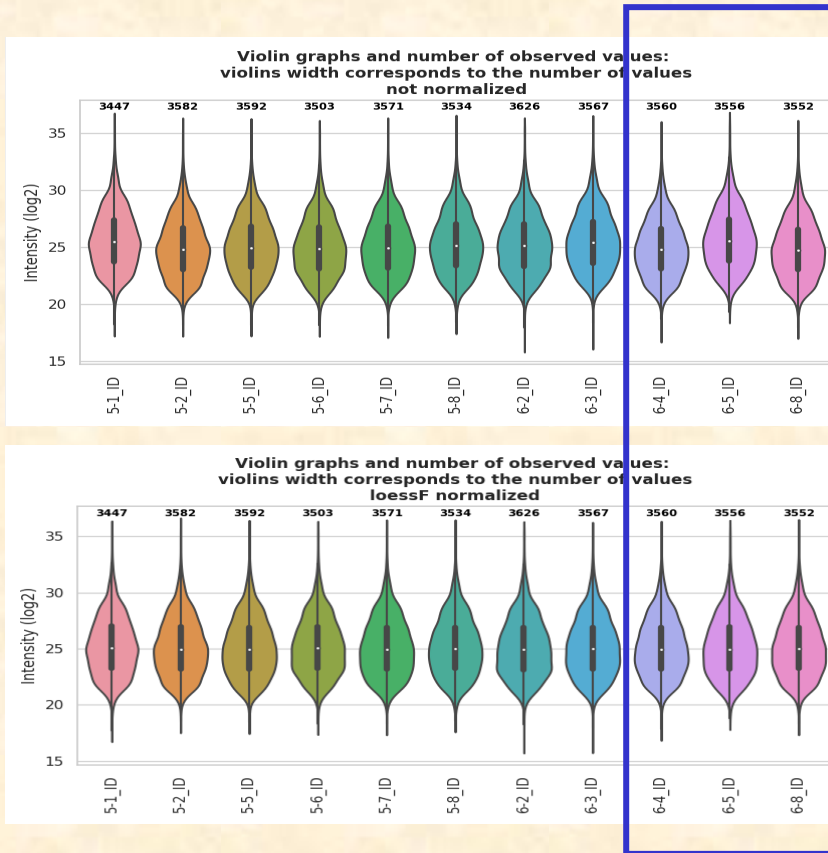 Violin graphs and number of observed values:
violins width corresponds to the number of values
not normalized
3447 3582 3592 3503 3571 3534 3626 3567 3560 3556 3552
35
30
25
20
15
Intensity (log2)
5-1_ID 5-2_ID 5-5_ID 5-6_ID 5-7_ID 5-8_ID 6-2_ID 6-3_ID 6-4_ID 6-5_ID 6-8_ID
Violin graphs and number of observed values:
violins width corresponds to the number of values
loessF normalized
3447 3582 3592 3503 3571 3534 3626 3567 3560 3556 3552
35
30
25
20
15
Intensity (log2)
5-1_ID 5-2_ID 5-5_ID 5-6_ID 5-7_ID 5-8_ID 6-2_ID 6-3_ID 6-4_ID 6-5_ID 6-8_ID